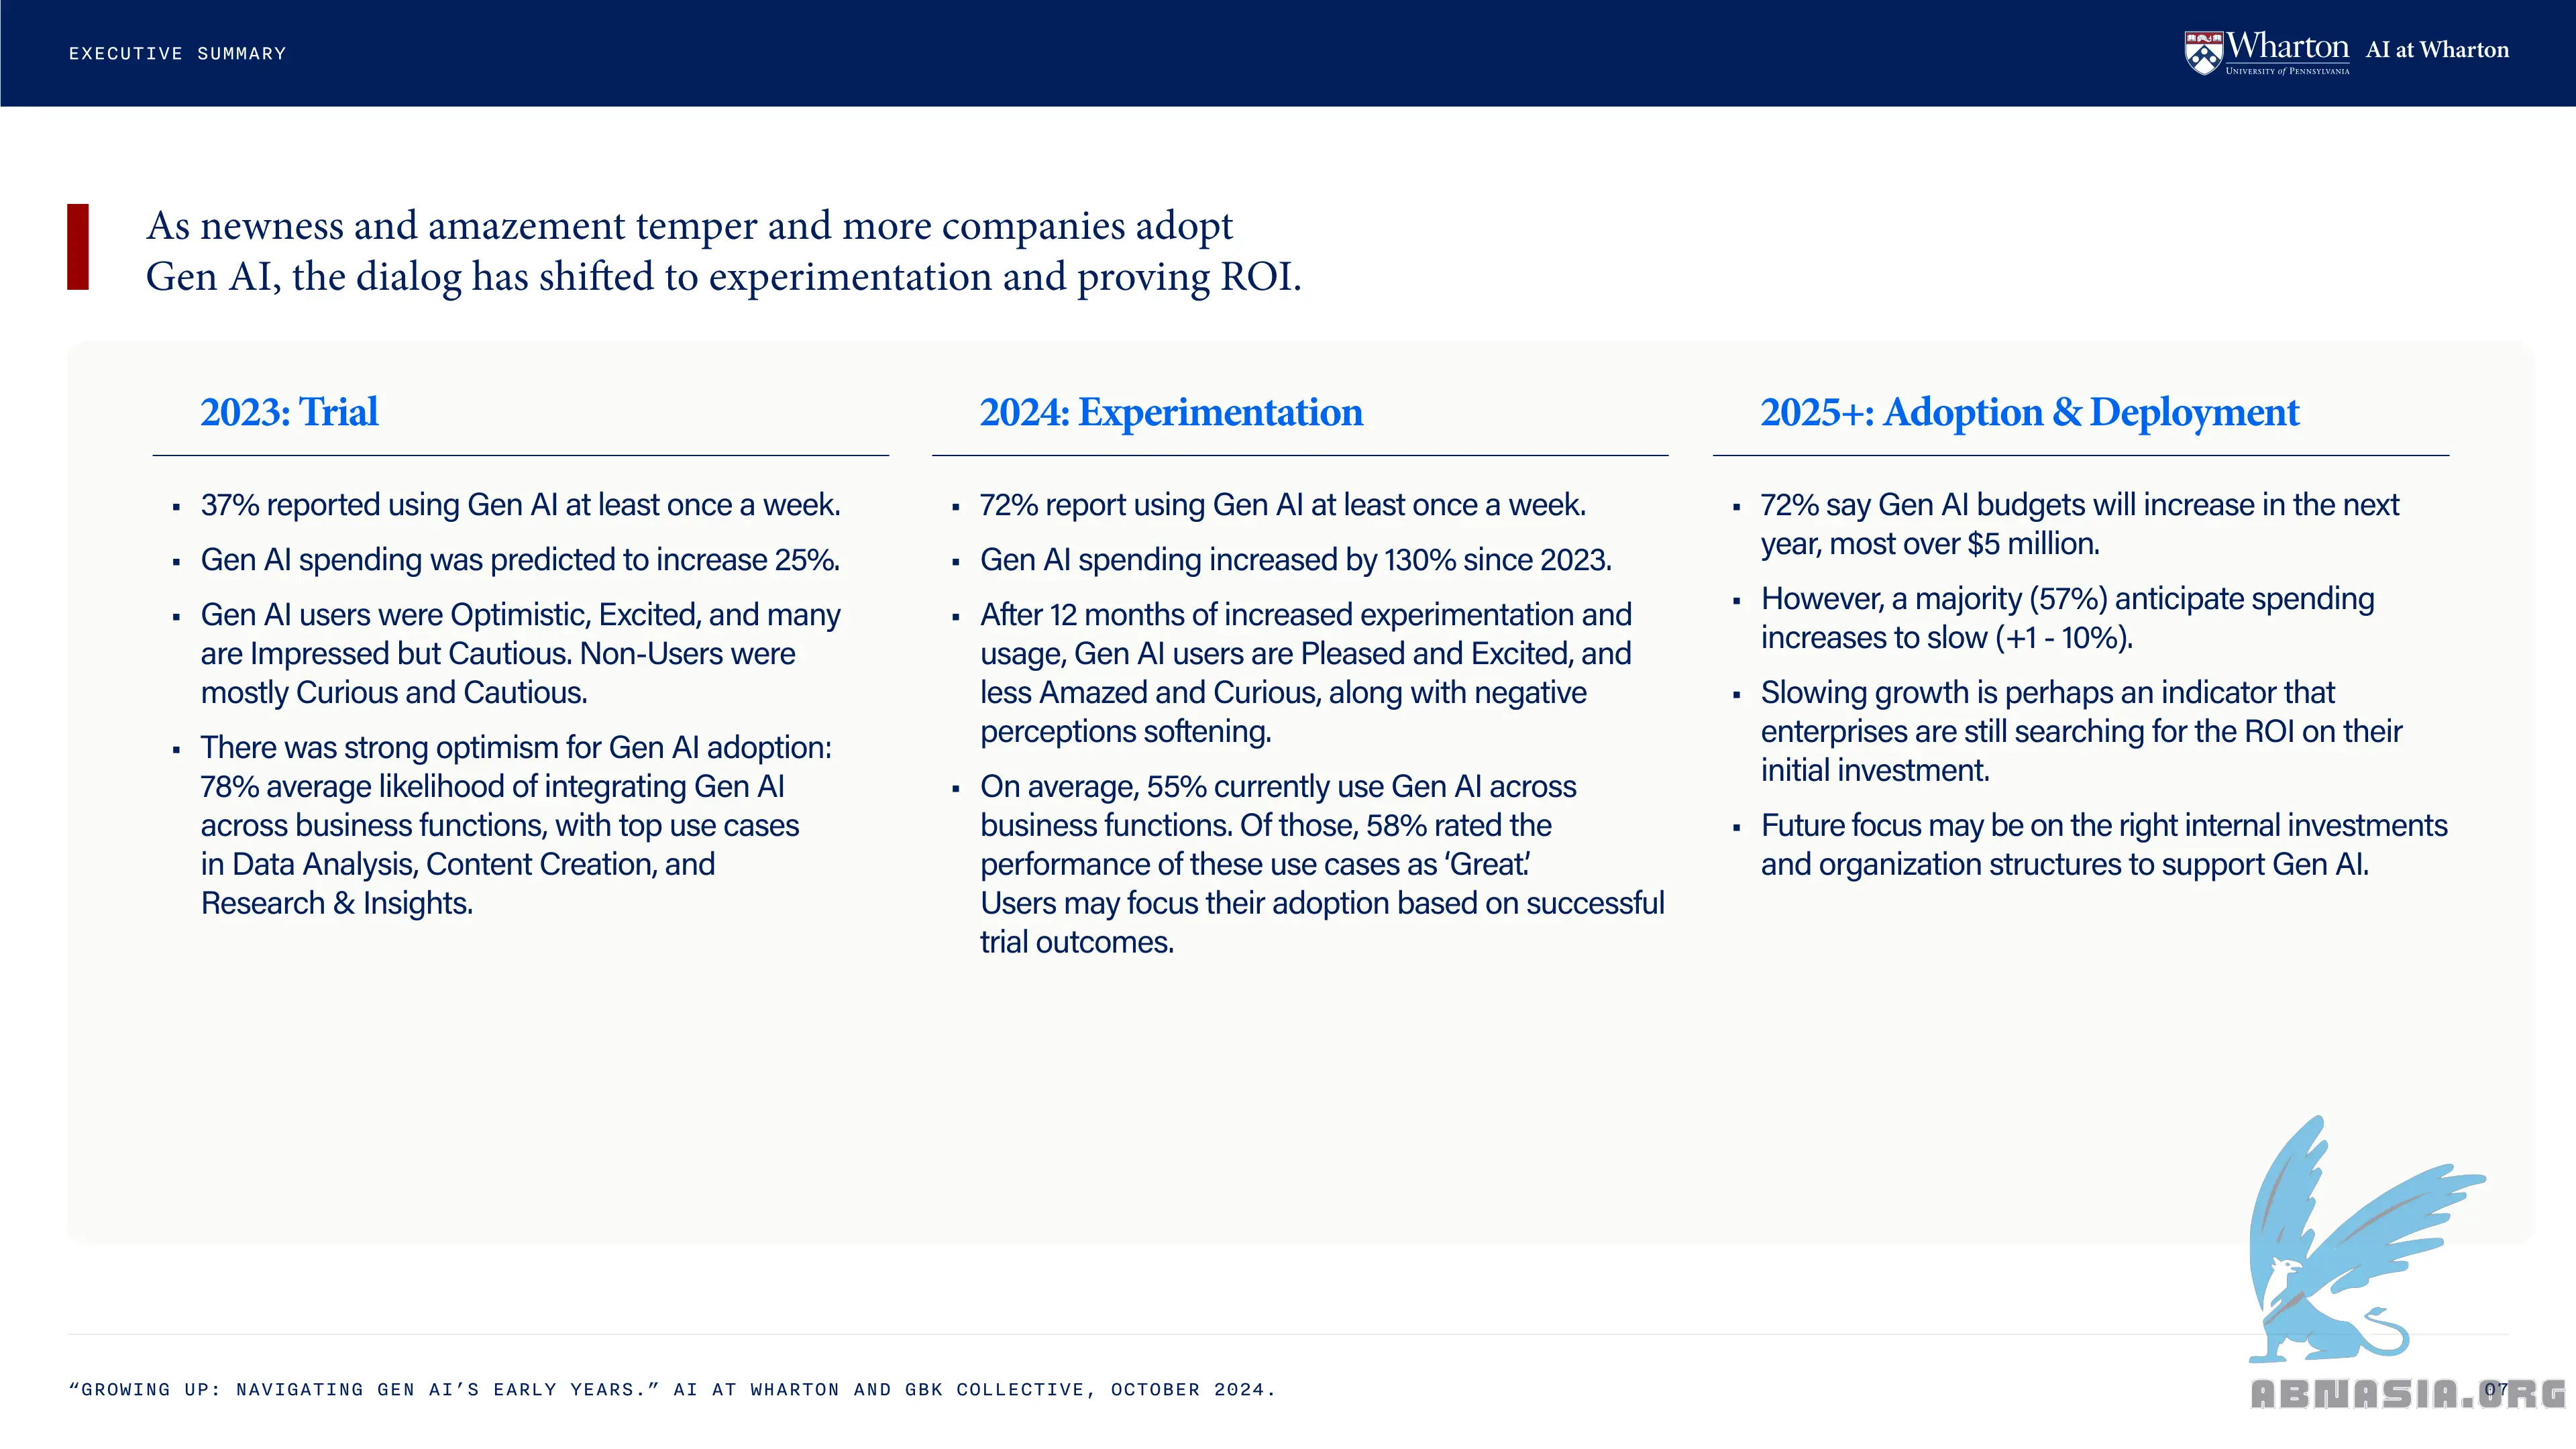 EXECUTIVE SUMMARY
Wharton
UNIVERSITY of PENNSYLVANIA
AI at Wharton
As newness and amazement temper and more companies adopt
Gen AI, the dialog has shifted to experimentation and proving ROI.
2023: Trial
▪ 37% reported using Gen AI at least once a week.
▪ Gen AI spending was predicted to increase 25%.
▪ Gen AI users were Optimistic, Excited, and many
are Impressed but Cautious. Non-Users were
mostly Curious and Cautious.
▪ There was strong optimism for Gen AI adoption:
78% average likelihood of integrating Gen AI
across business functions, with top use cases
in Data Analysis, Content Creation, and
Research & Insights.
2024: Experimentation
▪ 72% report using Gen AI at least once a week.
▪ Gen AI spending increased by 130% since 2023.
▪ After 12 months of increased experimentation and
usage, Gen AI users are Pleased and Excited, and
less Amazed and Curious, along with negative
perceptions softening.
▪ On average, 55% currently use Gen AI across
business functions. Of those, 58% rated the
performance of these use cases as ‘Great’.
Users may focus their adoption based on successful
trial outcomes.
2025+: Adoption & Deployment
▪ 72% say Gen AI budgets will increase in the next
year, most over $5 million.
▪ However, a majority (57%) anticipate spending
increases to slow (+1 - 10%).
▪ Slowing growth is perhaps an indicator that
enterprises are still searching for the ROI on their
initial investment.
▪ Future focus may be on the right internal investments
and organization structures to support Gen AI.
“GROWING UP: NAVIGATING GEN AI’S EARLY YEARS.” AI AT WHARTON AND GBK COLLECTIVE, OCTOBER 2024.
07
ABNASIA.ORG